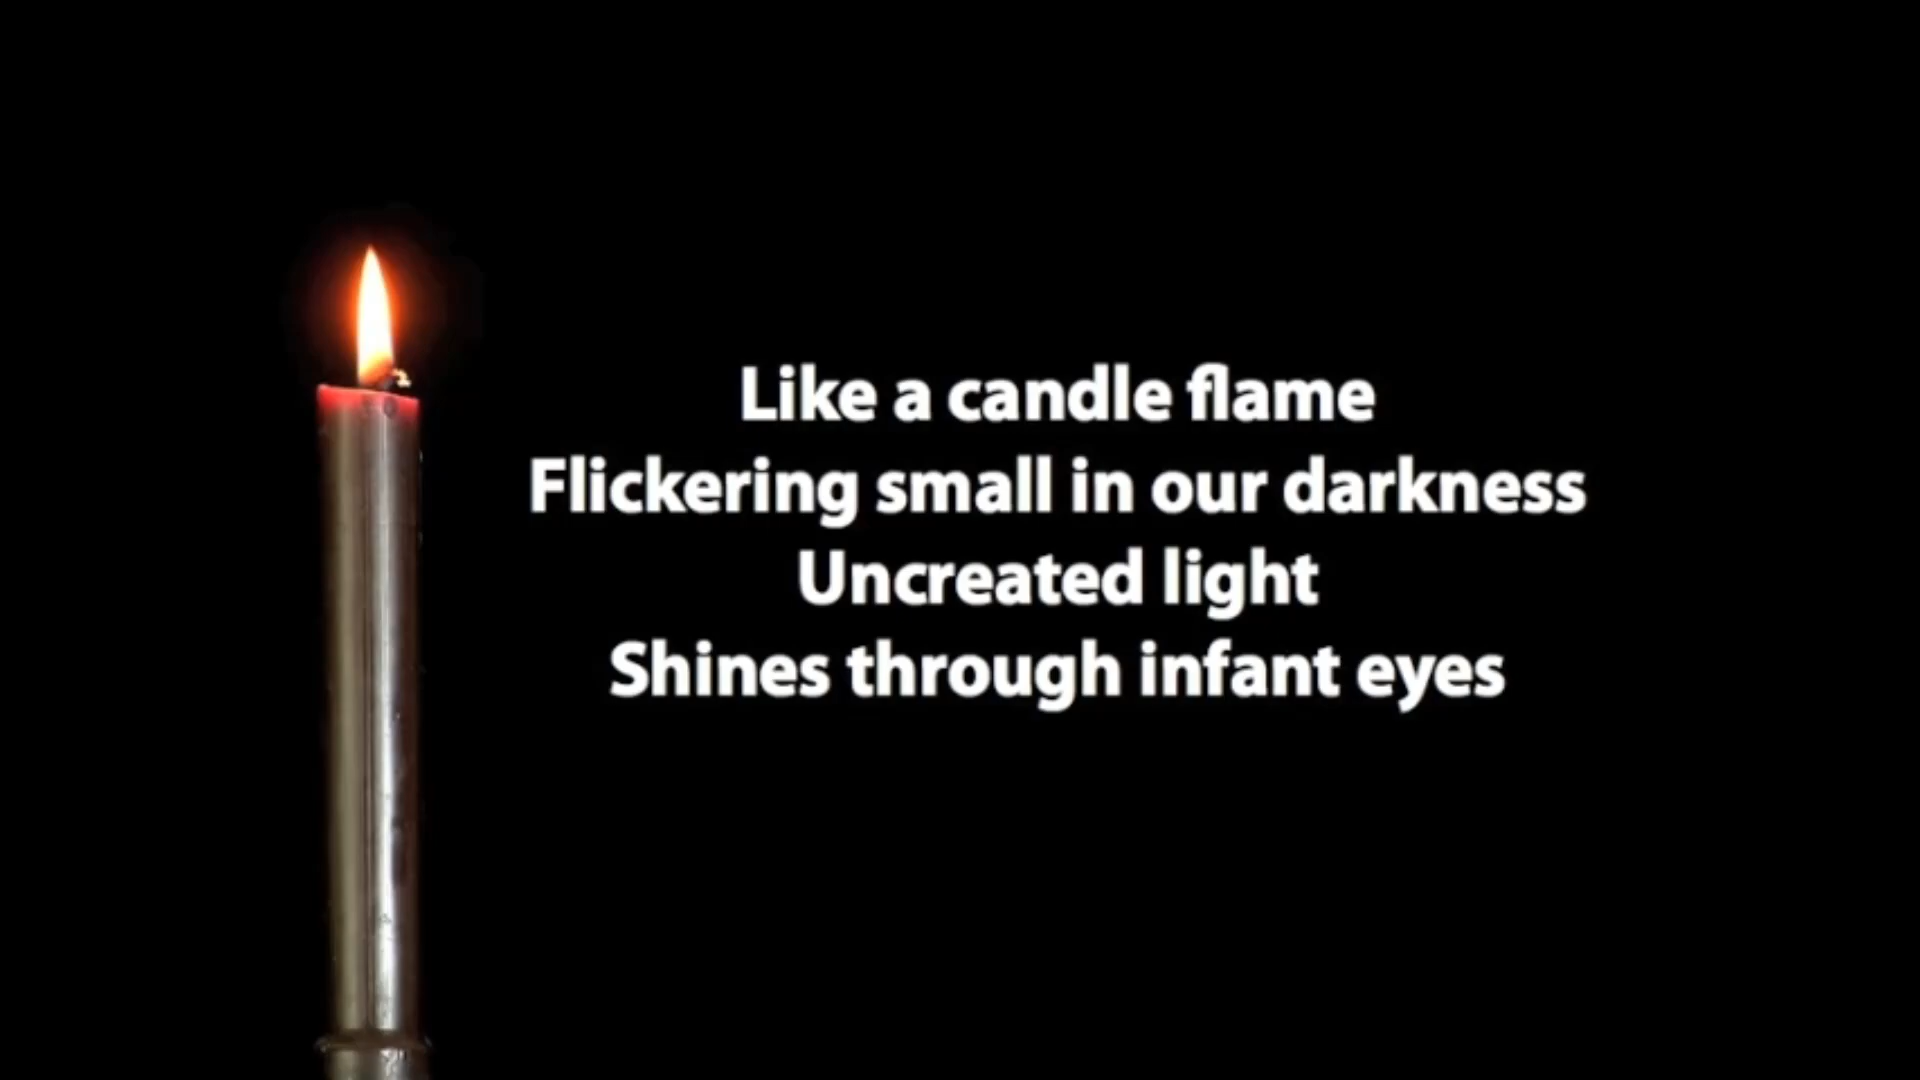 Like a candle flame
Flickering small in our darkness
Uncreated light
Shines through infant eyes